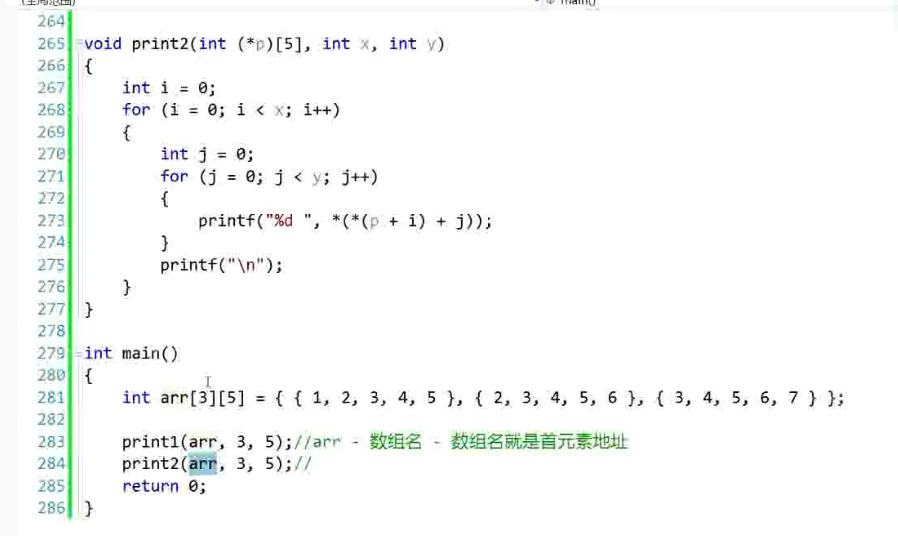 (全局范围) main()
264
265 void print2(int (*p)[5], int x, int y)
266 {
267 int i = 0;
268 for (i = 0; i < x; i++)
269 {
270 int j = 0;
271 for (j = 0; j < y; j++)
272 {
273 printf("%d ", *(*(p + i) + j));
274 }
275 printf("\n");
276 }
277 }
278
279 int main()
280 {
281 int arr[3][5] = { { 1, 2, 3, 4, 5 }, { 2, 3, 4, 5, 6 }, { 3, 4, 5, 6, 7 } };
282
283 print1(arr, 3, 5);//arr - 数组名 - 数组名就是首元素地址
284 print2(arr, 3, 5);//
285 return 0;
286 }